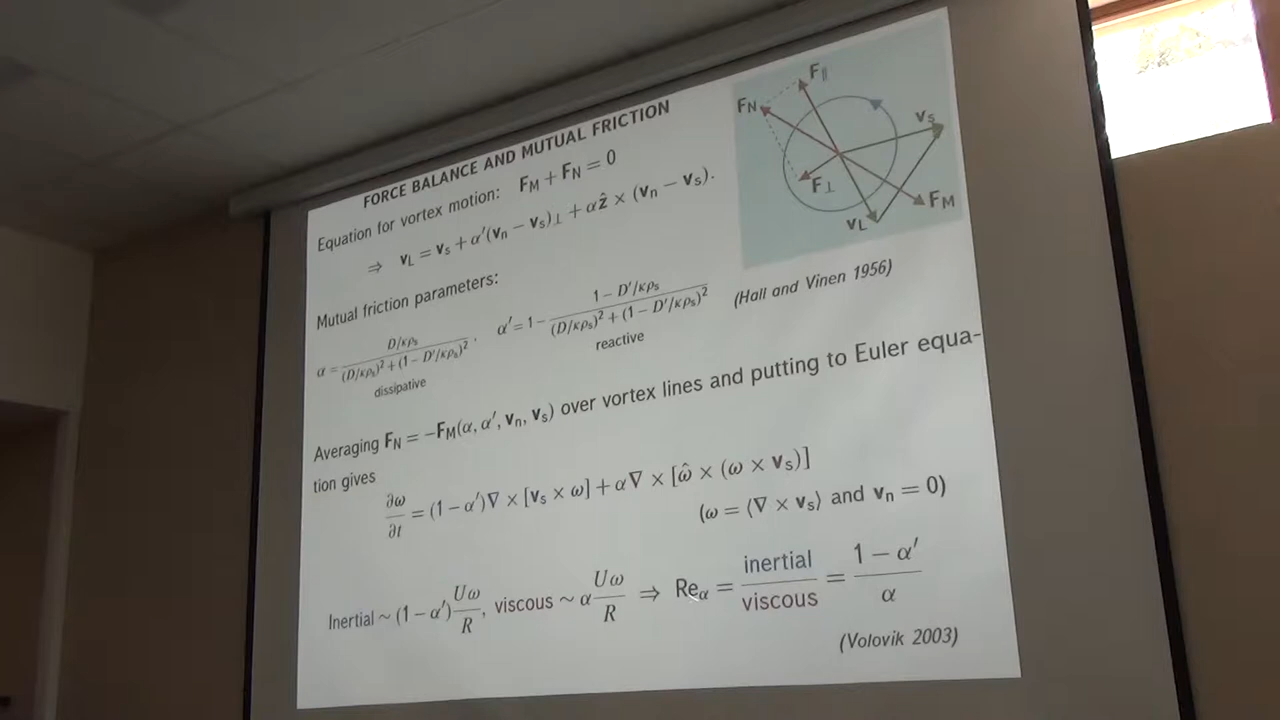 FORCE BALANCE AND MUTUAL FRICTION
Equation for vortex motion: F_M + F_N = 0
⇒ v_L = v_s + α′(v_n − v_s)_⊥ + αẑ × (v_n − v_s).
Mutual friction parameters:
α = (D/κρ_s) / ((D/κρ_s)² + (1 − D′/κρ_s)²), α′ = 1 − (1 − D′/κρ_s) / ((D/κρ_s)² + (1 − D′/κρ_s)²) (Hall and Vinen 1956)
dissipative reactive
Averaging F_N = −F_M(α, α′, v_n, v_s) over vortex lines and putting to Euler equa-
tion gives
∂ω/∂t = (1 − α′)∇ × [v_s × ω] + α∇ × [ω̂ × (ω × v_s)]
(ω = ⟨∇ × v_s⟩ and v_n = 0)
Inertial ~ (1 − α′) Uω/R, viscous ~ α Uω/R ⇒ Re_α = inertial/viscous = (1 − α′)/α
(Volovik 2003)
F_∥
F_N
v_s
F_⊥
F_M
v_L